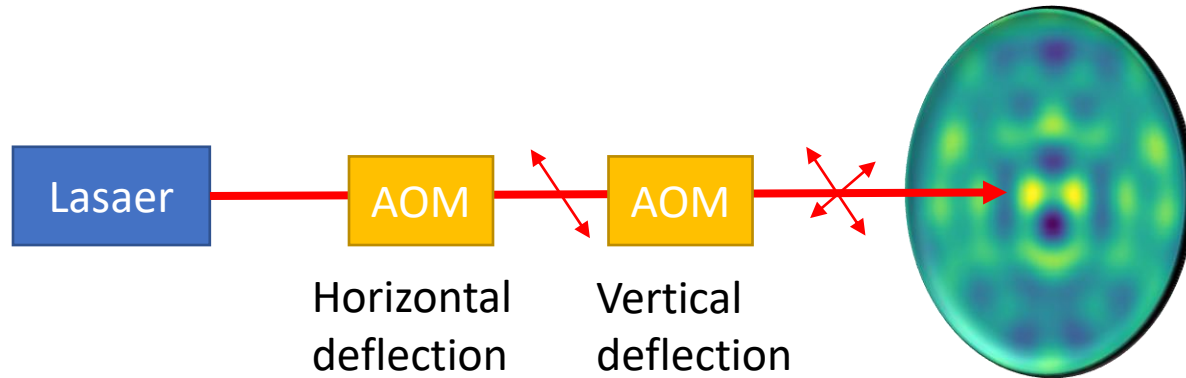 Lasaer
AOM
AOM
Horizontal
deflection
Vertical
deflection